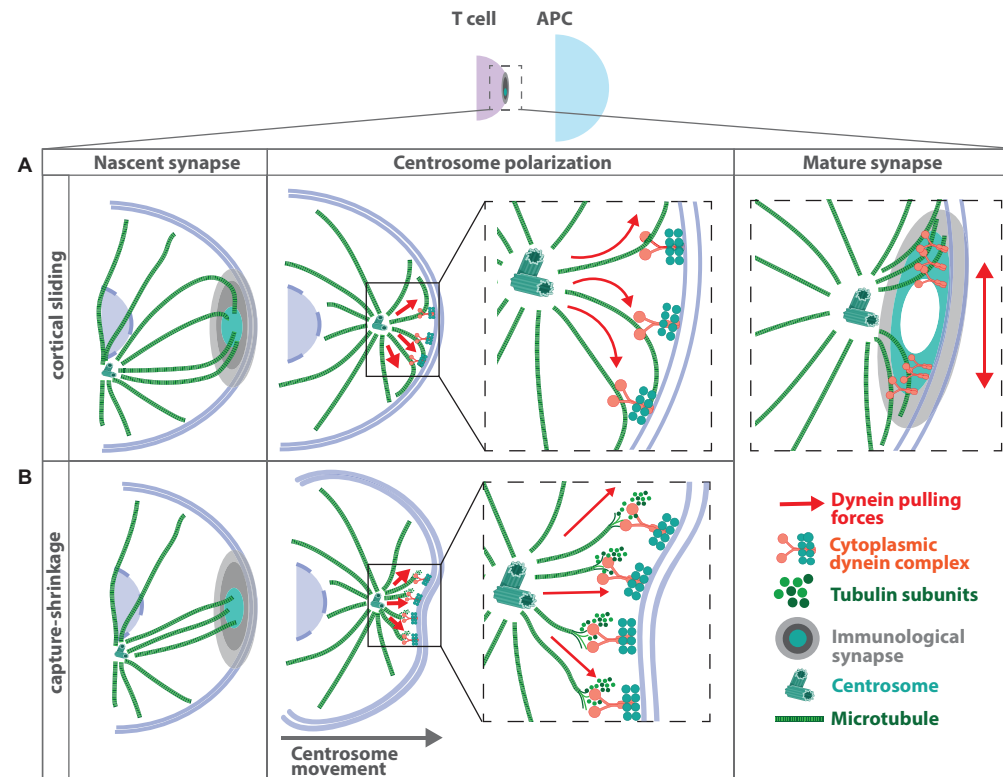 T cell
APC
A
Nascent synapse
Centrosome polarization
Mature synapse
cortical sliding
B
capture-shrinkage
Centrosome
movement
Dynein pulling
forces
Cytoplasmic
dynein complex
Tubulin subunits
Immunological
synapse
Centrosome
Microtubule